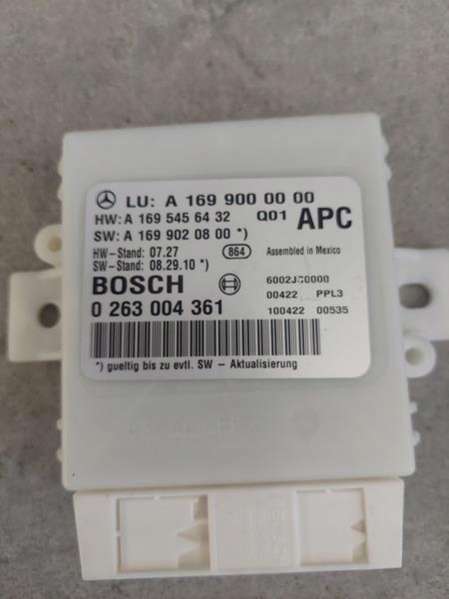 LU: A 169 900 00 00
HW: A 169 545 64 32 Q01 APC
SW: A 169 902 08 00 *)
HW-Stand: 07.27 864 Assembled in Mexico
SW-Stand: 08.29.10 *)
BOSCH 6002JC0000
0 263 004 361 00422 PPL3
100422 00535
*) gueltig bis zu evtl. SW - Aktualisierung